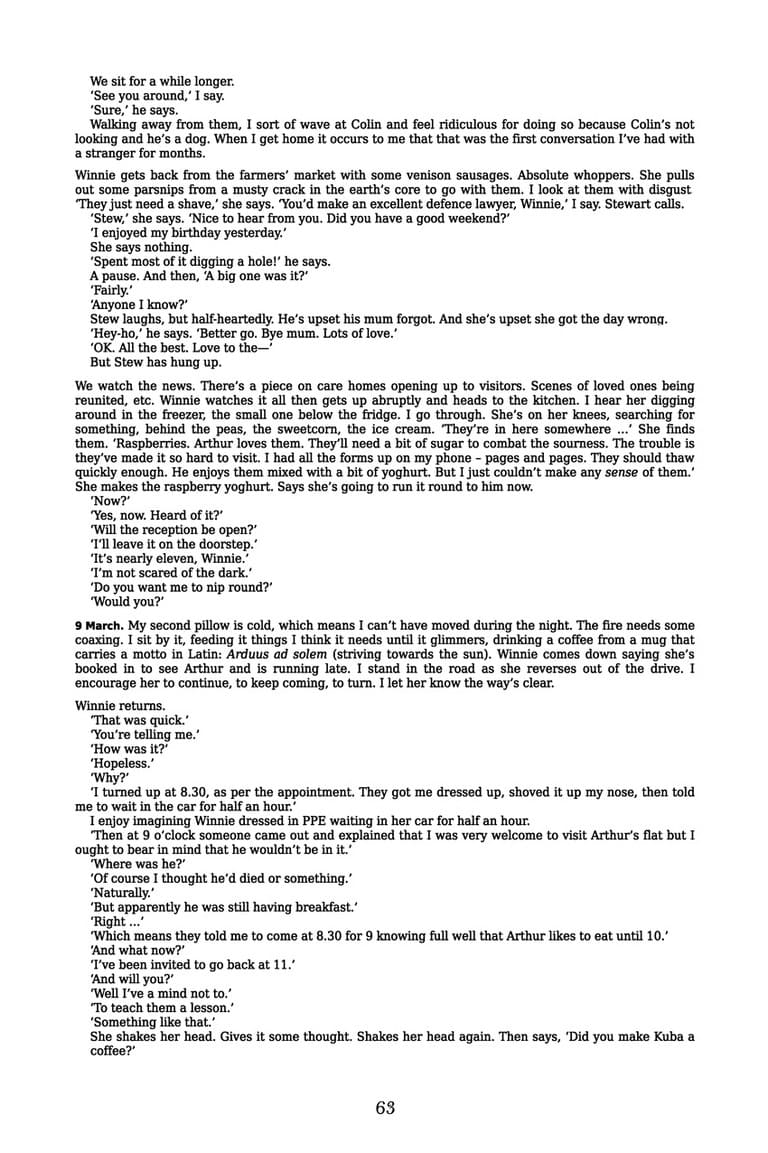 We sit for a while longer.
‘See you around,’ I say.
‘Sure,’ he says.
Walking away from them, I sort of wave at Colin and feel ridiculous for doing so because Colin’s not
looking and he’s a dog. When I get home it occurs to me that that was the first conversation I’ve had with
a stranger for months.
Winnie gets back from the farmers’ market with some venison sausages. Absolute whoppers. She pulls
out some parsnips from a musty crack in the earth’s core to go with them. I look at them with disgust
‘They just need a shave,’ she says. ‘You’d make an excellent defence lawyer, Winnie,’ I say. Stewart calls.
‘Stew,’ she says. ‘Nice to hear from you. Did you have a good weekend?’
‘I enjoyed my birthday yesterday.’
She says nothing.
‘Spent most of it digging a hole!’ he says.
A pause. And then, ‘A big one was it?’
‘Fairly.’
‘Anyone I know?’
Stew laughs, but half-heartedly. He’s upset his mum forgot. And she’s upset she got the day wrong.
‘Hey-ho,’ he says. ‘Better go. Bye mum. Lots of love.’
‘OK. All the best. Love to the—’
But Stew has hung up.
We watch the news. There’s a piece on care homes opening up to visitors. Scenes of loved ones being
reunited, etc. Winnie watches it all then gets up abruptly and heads to the kitchen. I hear her digging
around in the freezer, the small one below the fridge. I go through. She’s on her knees, searching for
something, behind the peas, the sweetcorn, the ice cream. ‘They’re in here somewhere ...’ She finds
them. ‘Raspberries. Arthur loves them. They’ll need a bit of sugar to combat the sourness. The trouble is
they’ve made it so hard to visit. I had all the forms up on my phone – pages and pages. They should thaw
quickly enough. He enjoys them mixed with a bit of yoghurt. But I just couldn’t make any sense of them.’
She makes the raspberry yoghurt. Says she’s going to run it round to him now.
‘Now?’
‘Yes, now. Heard of it?’
‘Will the reception be open?’
‘I’ll leave it on the doorstep.’
‘It’s nearly eleven, Winnie.’
‘I’m not scared of the dark.’
‘Do you want me to nip round?’
‘Would you?’
9 March. My second pillow is cold, which means I can’t have moved during the night. The fire needs some
coaxing. I sit by it, feeding it things I think it needs until it glimmers, drinking a coffee from a mug that
carries a motto in Latin: Arduus ad solem (striving towards the sun). Winnie comes down saying she’s
booked in to see Arthur and is running late. I stand in the road as she reverses out of the drive. I
encourage her to continue, to keep coming, to turn. I let her know the way’s clear.
Winnie returns.
‘That was quick.’
‘You’re telling me.’
‘How was it?’
‘Hopeless.’
‘Why?’
‘I turned up at 8.30, as per the appointment. They got me dressed up, shoved it up my nose, then told
me to wait in the car for half an hour.’
I enjoy imagining Winnie dressed in PPE waiting in her car for half an hour.
‘Then at 9 o’clock someone came out and explained that I was very welcome to visit Arthur’s flat but I
ought to bear in mind that he wouldn’t be in it.’
‘Where was he?’
‘Of course I thought he’d died or something.’
‘Naturally.’
‘But apparently he was still having breakfast.’
‘Right ...’
‘Which means they told me to come at 8.30 for 9 knowing full well that Arthur likes to eat until 10.’
‘And what now?’
‘I’ve been invited to go back at 11.’
‘And will you?’
‘Well I’ve a mind not to.’
‘To teach them a lesson.’
‘Something like that.’
She shakes her head. Gives it some thought. Shakes her head again. Then says, ‘Did you make Kuba a
coffee?’
63